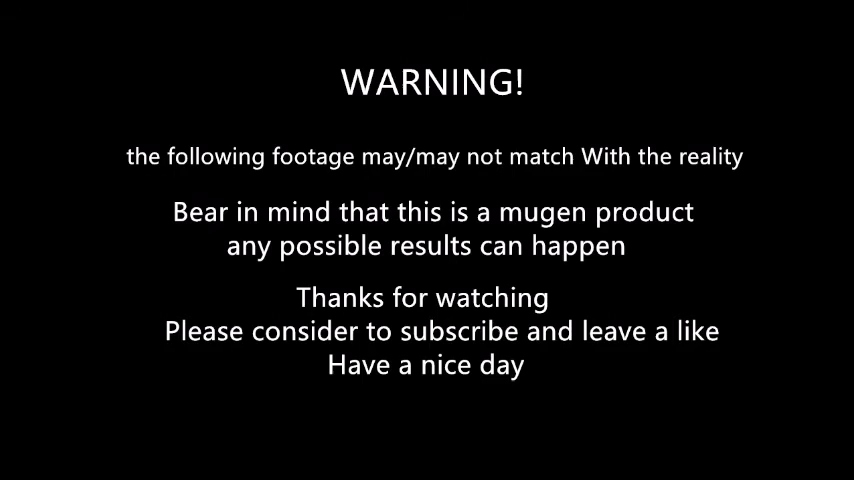 WARNING!
the following footage may/may not match With the reality
Bear in mind that this is a mugen product
any possible results can happen
Thanks for watching
Please consider to subscribe and leave a like
Have a nice day